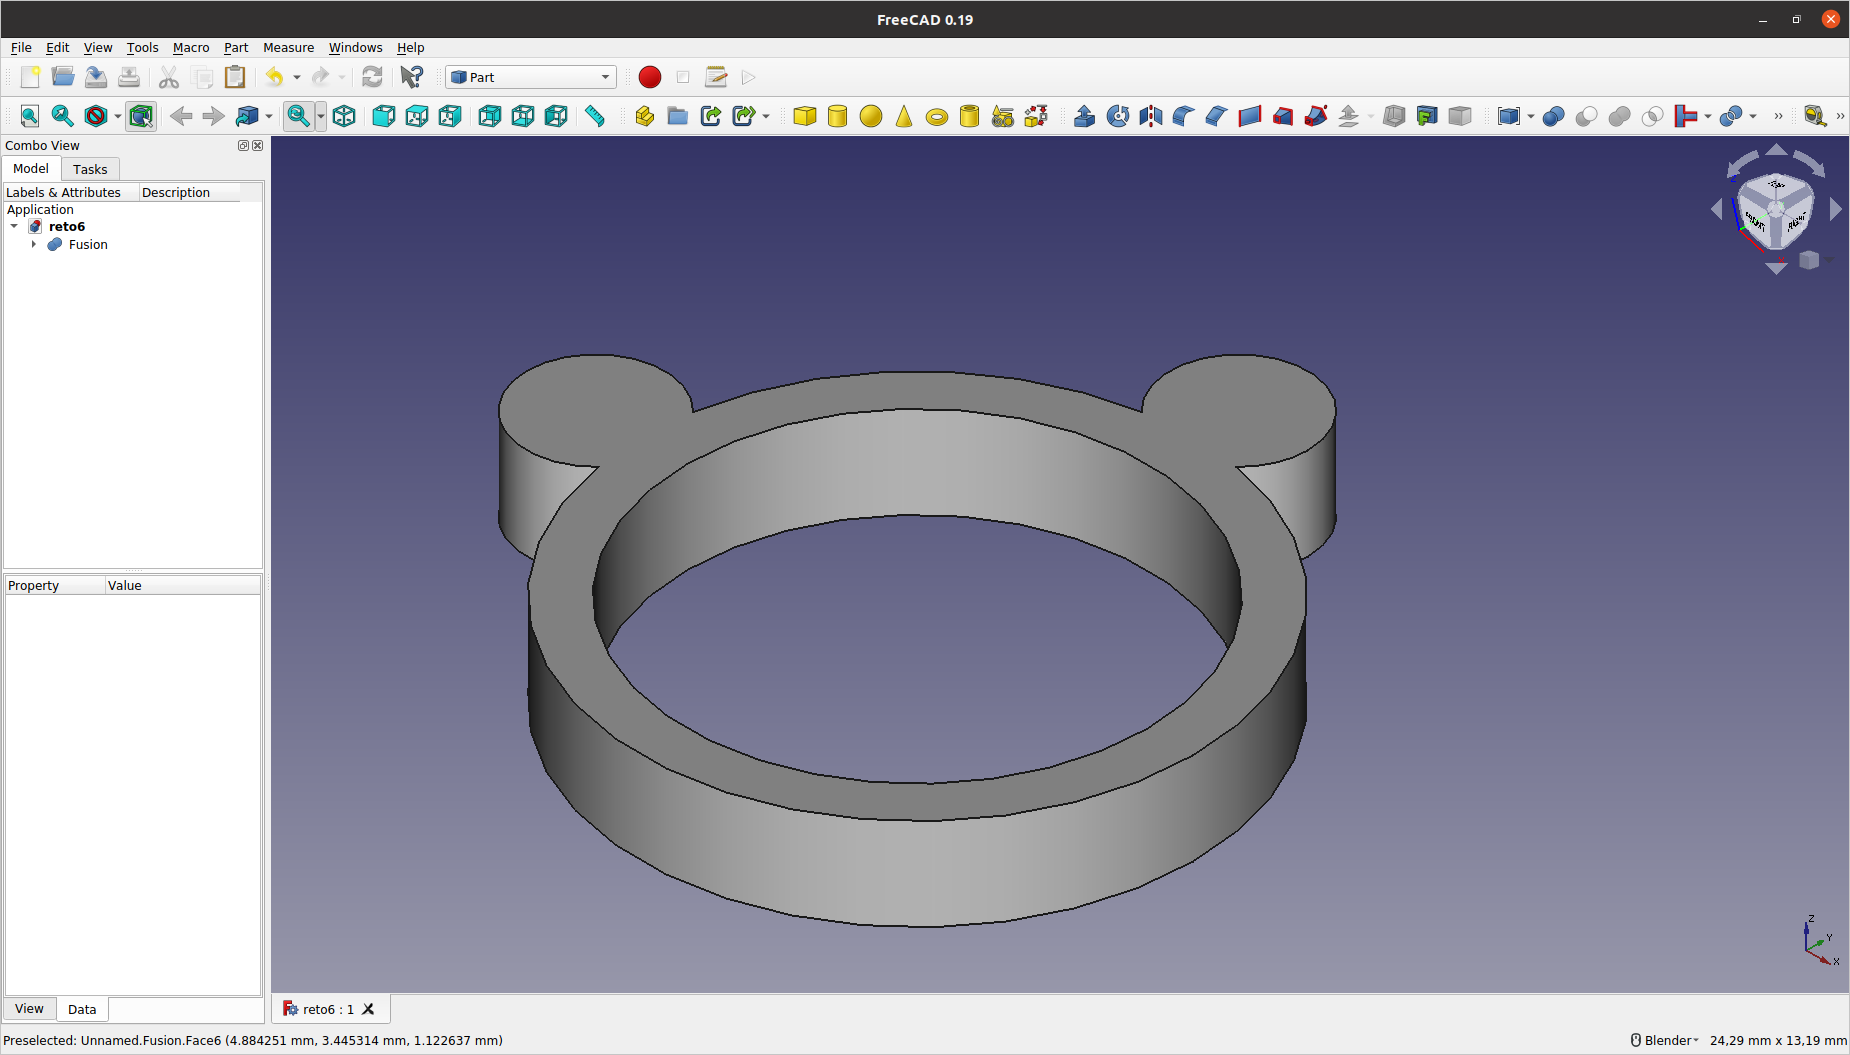 FreeCAD 0.19
File Edit View Tools Macro Part Measure Windows Help
Part
Combo View
Model Tasks
Labels & Attributes Description
Application
reto6
Fusion
Property Value
View Data
Z
Y
X
reto6 : 1
Preselected: Unnamed.Fusion.Face6 (4.884251 mm, 3.445314 mm, 1.122637 mm)
Blender 24,29 mm x 13,19 mm